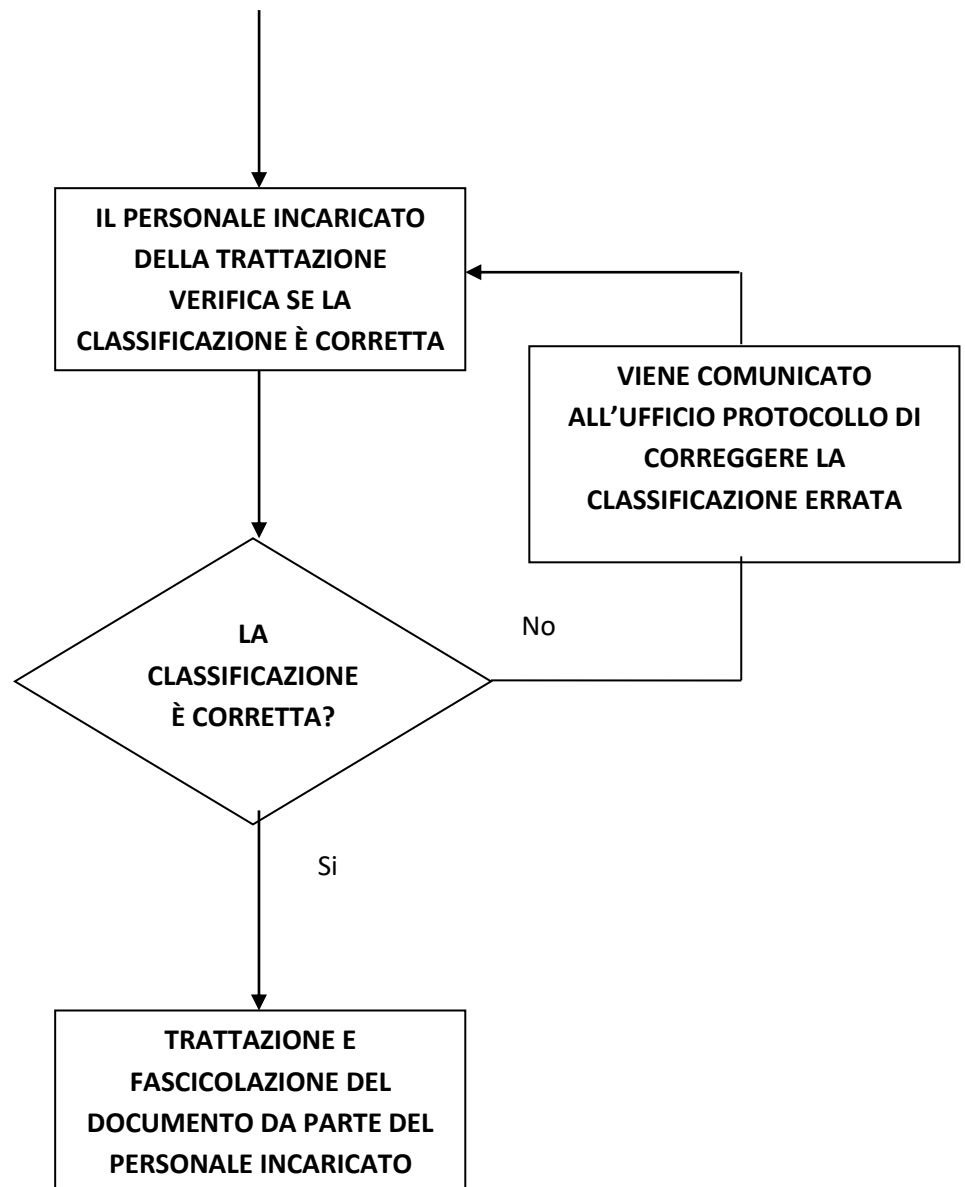 IL PERSONALE INCARICATO
DELLA TRATTAZIONE
VERIFICA SE LA
CLASSIFICAZIONE È CORRETTA
VIENE COMUNICATO
ALL’UFFICIO PROTOCOLLO DI
CORREGGERE LA
CLASSIFICAZIONE ERRATA
LA
CLASSIFICAZIONE
È CORRETTA?
No
Si
TRATTAZIONE E
FASCICOLAZIONE DEL
DOCUMENTO DA PARTE DEL
PERSONALE INCARICATO